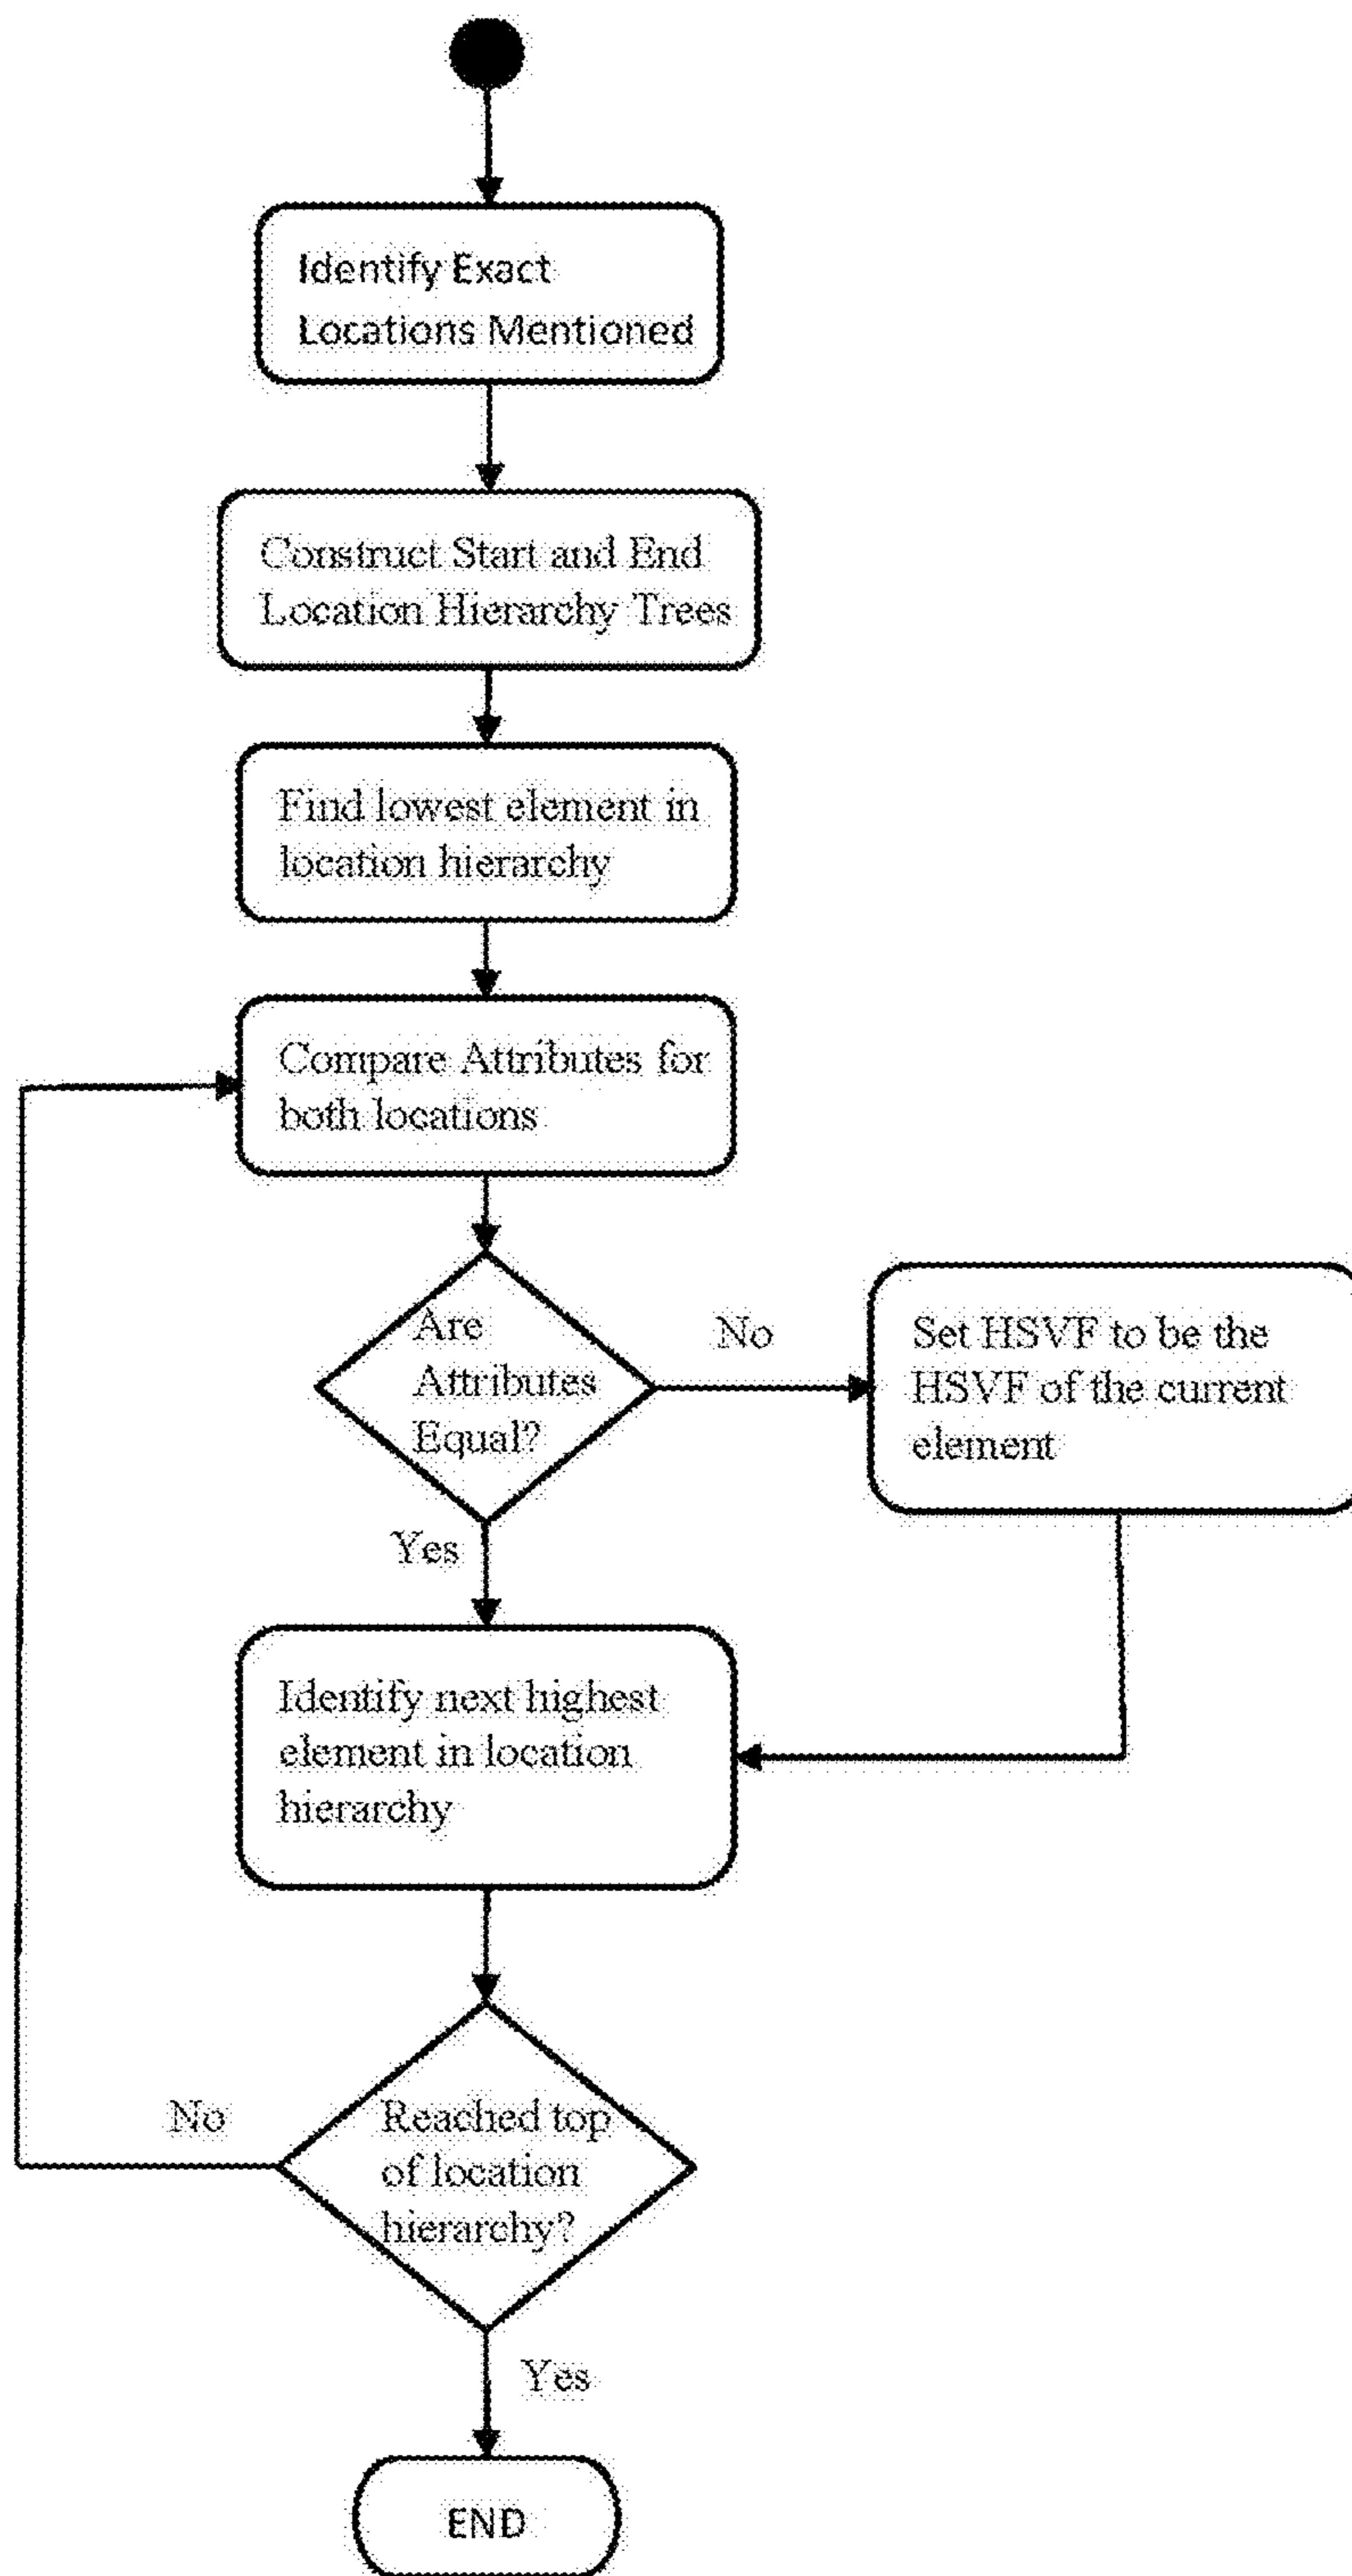 Identify Exact
Locations Mentioned
Construct Start and End
Location Hierarchy Trees
Find lowest element in
location hierarchy
Compare Attributes for
both locations
Are
Attributes
Equal?
No
Set HSVF to be the
HSVF of the current
element
Yes
Identify next highest
element in location
hierarchy
No
Reached top
of location
hierarchy?
Yes
END